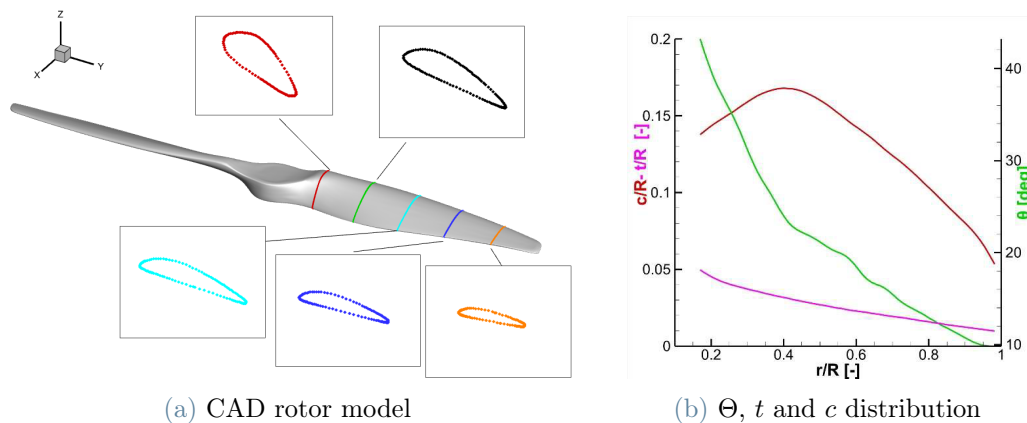 Z
X
Y
0.2
0.15
0.1
0.05
0
c/R- t/R [-]
40
30
20
10
θ [deg]
0.2
0.4
0.6
0.8
1
r/R [-]
(a) CAD rotor model
(b) Θ, t and c distribution